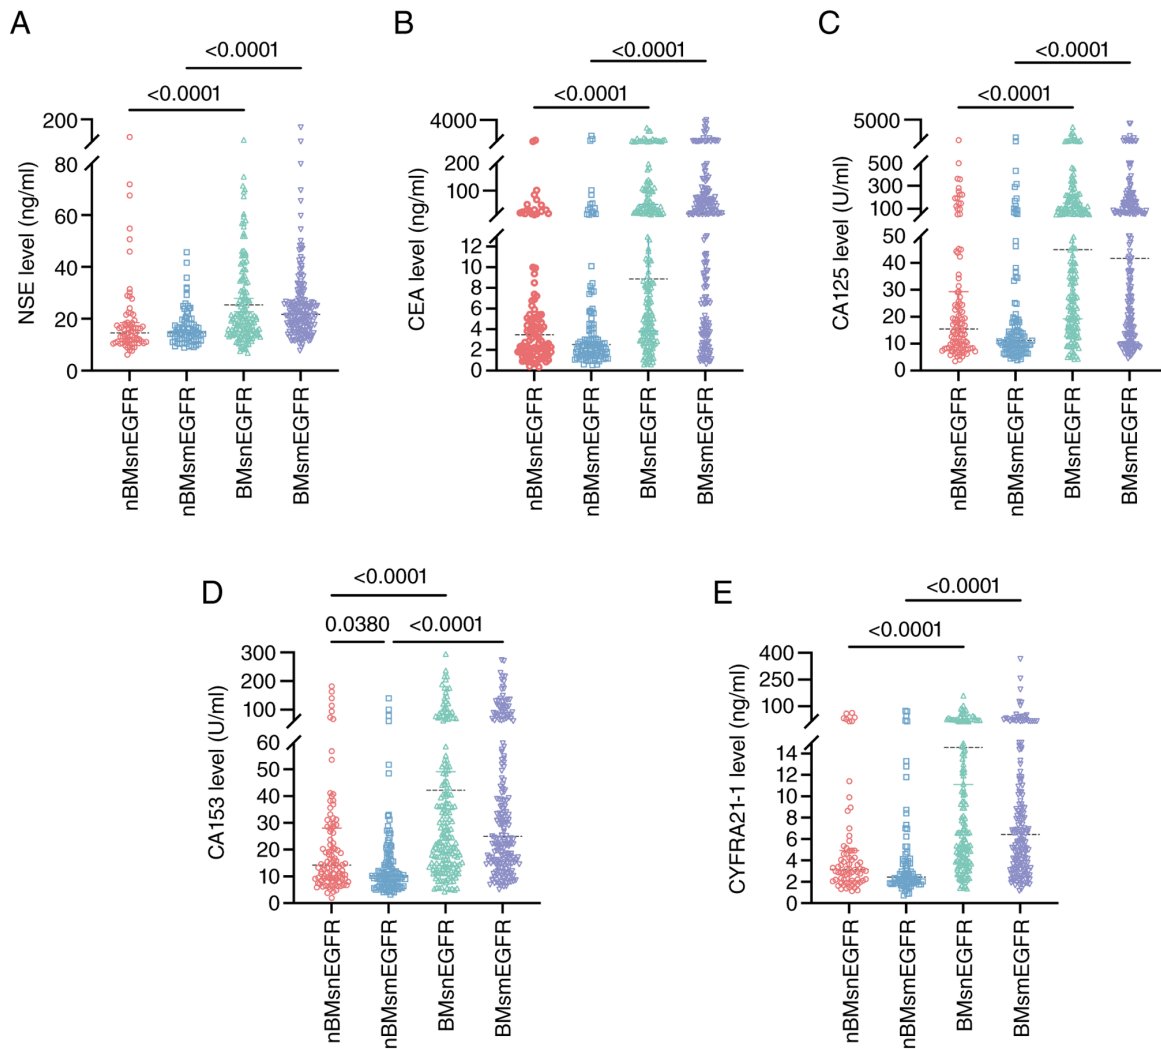 A
<0.0001
<0.0001
NSE level (ng/ml)
200
80
60
40
20
0
nBMsnEGFR
nBMsmEGFR
BMsnEGFR
BMsmEGFR
B
<0.0001
<0.0001
CEA level (ng/ml)
4000
200
100
12
10
8
6
4
2
0
nBMsnEGFR
nBMsmEGFR
BMsnEGFR
BMsmEGFR
C
<0.0001
<0.0001
CA125 level (U/ml)
5000
500
300
100
50
40
30
20
10
0
nBMsnEGFR
nBMsmEGFR
BMsnEGFR
BMsmEGFR
D
<0.0001
0.0380 <0.0001
CA153 level (U/ml)
300
200
100
60
50
40
30
20
10
0
nBMsnEGFR
nBMsmEGFR
BMsnEGFR
BMsmEGFR
E
<0.0001
<0.0001
CYFRA21-1 level (ng/ml)
400
250
100
14
12
10
8
6
4
2
0
nBMsnEGFR
nBMsmEGFR
BMsnEGFR
BMsmEGFR